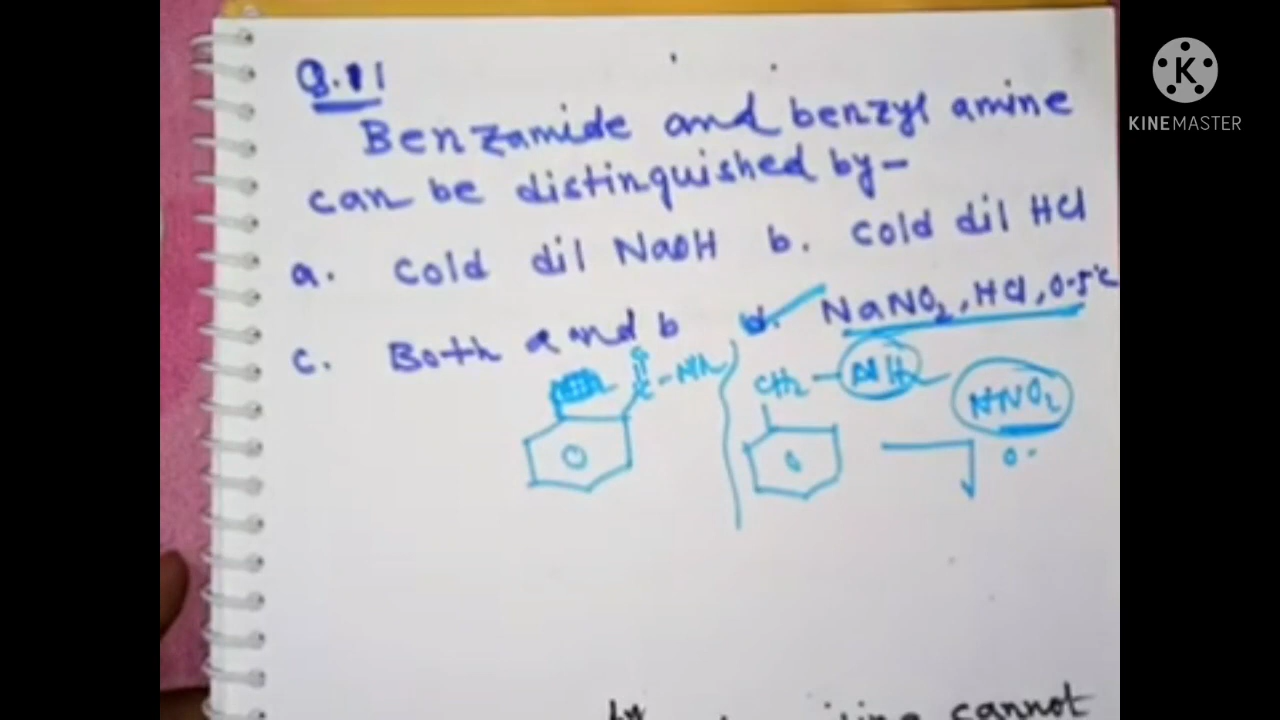 Q.11
Benzamide and benzyl amine
can be distinguished by-
a. cold dil NaOH b. cold dil HCl
c. Both a and b d. NaNO₂, HCl, 0-5°C
O
C - NH₂ CH₂ - NH₂ HNO₂
0-
cannot
K
KINEMASTER